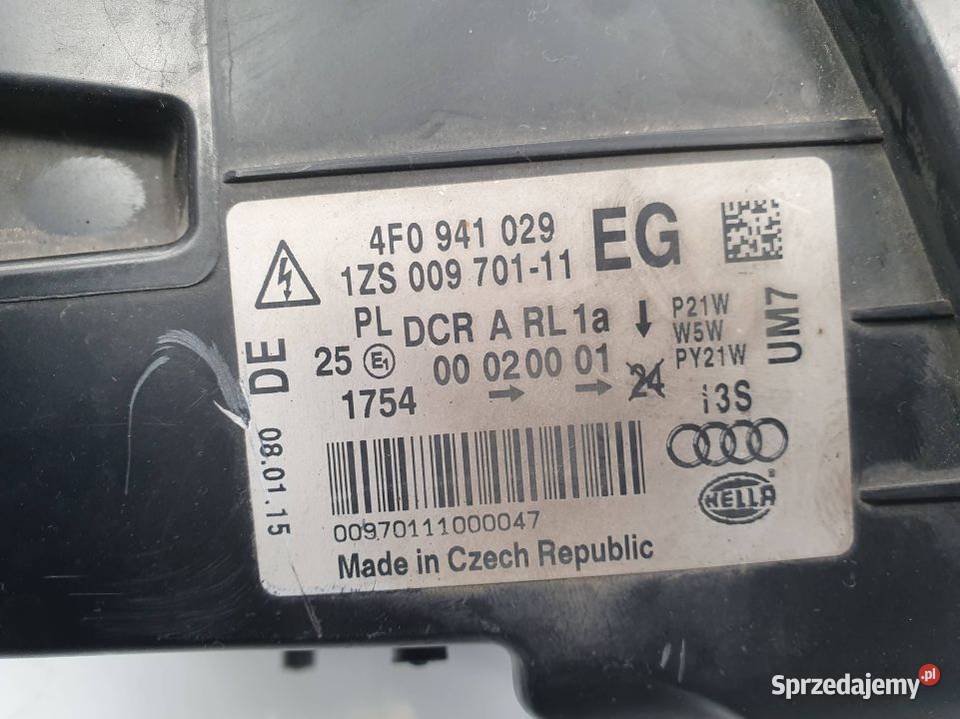 4F0 941 029 EG
1ZS 009 701-11
PL DCR A RL 1a P21W
W5W
PY21W
25 E1 00 02 00 01 24
1754
i3S
UM7
DE
08.01.15
00970111000047
HELLA
Made in Czech Republic
Sprzedajemy.pl